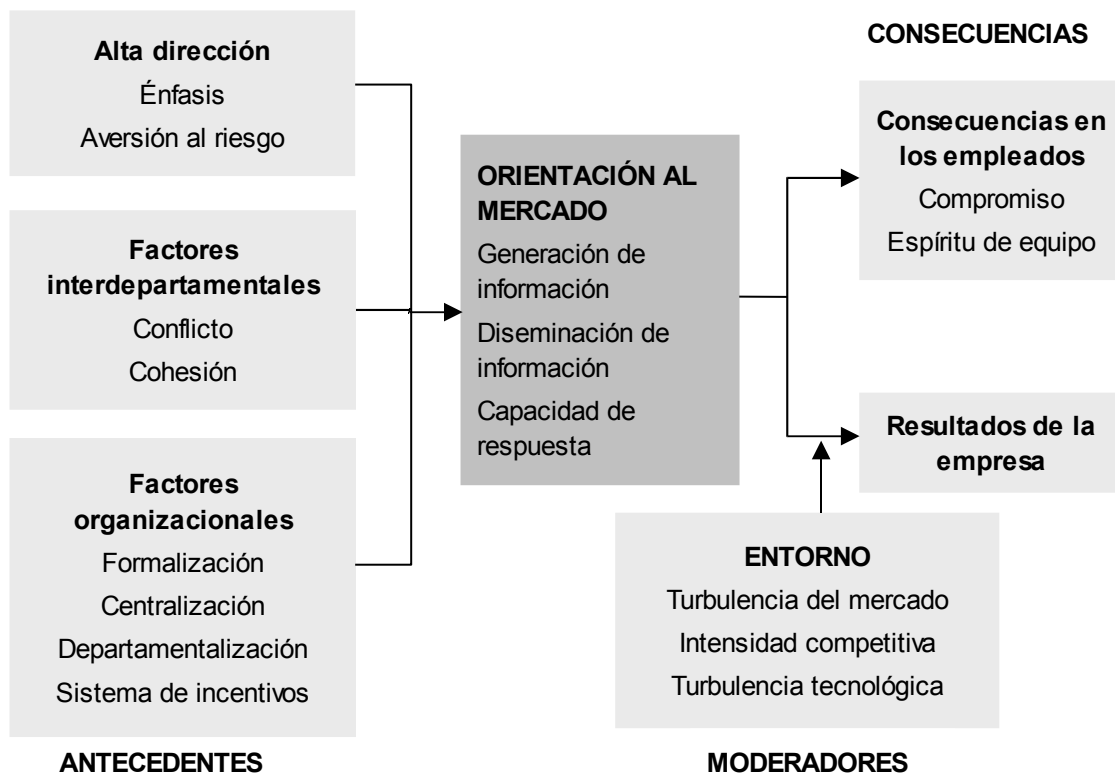 Alta dirección
Énfasis
Aversión al riesgo
Factores
interdepartamentales
Conflicto
Cohesión
Factores
organizacionales
Formalización
Centralización
Departamentalización
Sistema de incentivos
ANTECEDENTES
ORIENTACIÓN AL
MERCADO
Generación de
información
Diseminación de
información
Capacidad de
respuesta
CONSECUENCIAS
Consecuencias en
los empleados
Compromiso
Espíritu de equipo
Resultados de la
empresa
ENTORNO
Turbulencia del mercado
Intensidad competitiva
Turbulencia tecnológica
MODERADORES